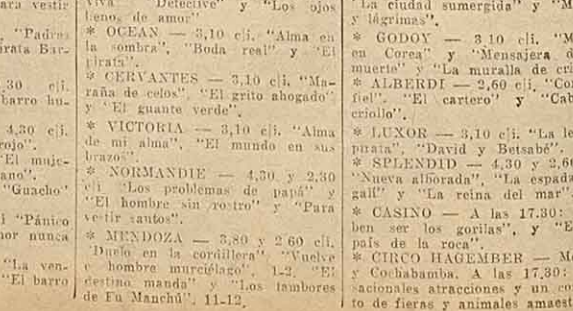 ara vestir
"Padres
irata Bar-
,30 c|i.
barro hu-
4,30 c|i.
rojo".
"El muje-
ano".
"Guacho"
i "Pánico
nor nunca
"La ven-
"El barro
viva Detective" y "Los ojos
llenos de amor"
* OCEAN — 3,10 c|i. "Alma en
la sombra", "Boda real" y "El
pirata".
* CERVANTES — 3,10 c|i. "Ma-
raña de celos", "El grito ahogado"
y "El guante verde".
* VICTORIA — 3,10 c|i. "Alma
de mi alma", "El mundo en sus
brazos".
* NORMANDIE — 4,30 y 2,30
c|i "Los problemas de papá" y
"El hombre sin rostro" y "Para
vestir santos".
* MENDOZA — 3,80 y 2 60 c|i.
"Duelo en la cordillera" "Vuelve
e hombre murciélago". 1-2. "El
destino manda" y "Los tambores
de Fu Manchú". 11-12.
"La ciudad sumergida" y "M
y lágrimas".
* GODOY — 3 10 c|i. "M
en Corea" y "Mensajera d
muerte" y "La muralla de cri
* ALBERDI — 2,60 c|i. "Co
fiel". "El cartero" y "Cab
criollo".
* LUXOR — 3,10 c|i. "La le
pirata", "David y Betsabé".
* SPLENDID — 4,30 y 2,60
"Nueva alborada", "La espada
gali" y "La reina del mar".
* CASINO — A las 17.30:
ben ser los gorilas", y "E
país de la roca".
* CIRCO HAGEMBER — Me
y Cochabamba. A las 17,30:
sacionales atracciones y un co
to de fieras y animales amaest